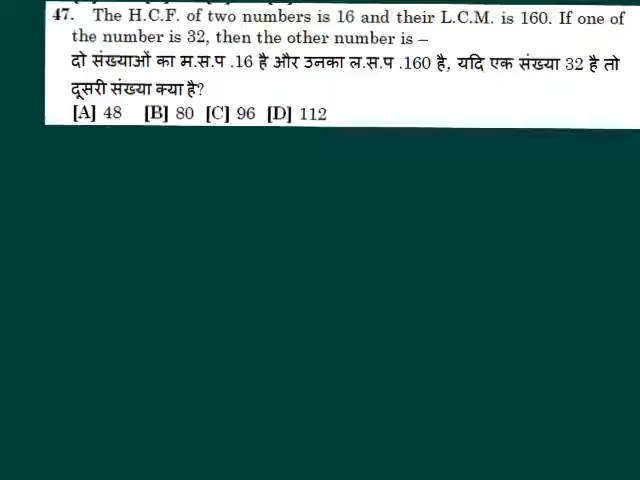 47. The H.C.F. of two numbers is 16 and their L.C.M. is 160. If one of
the number is 32, then the other number is –
दो संख्याओं का म.स.प .16 है और उनका ल.स.प .160 है, यदि एक संख्या 32 है तो
दूसरी संख्या क्या है?
[A] 48 [B] 80 [C] 96 [D] 112